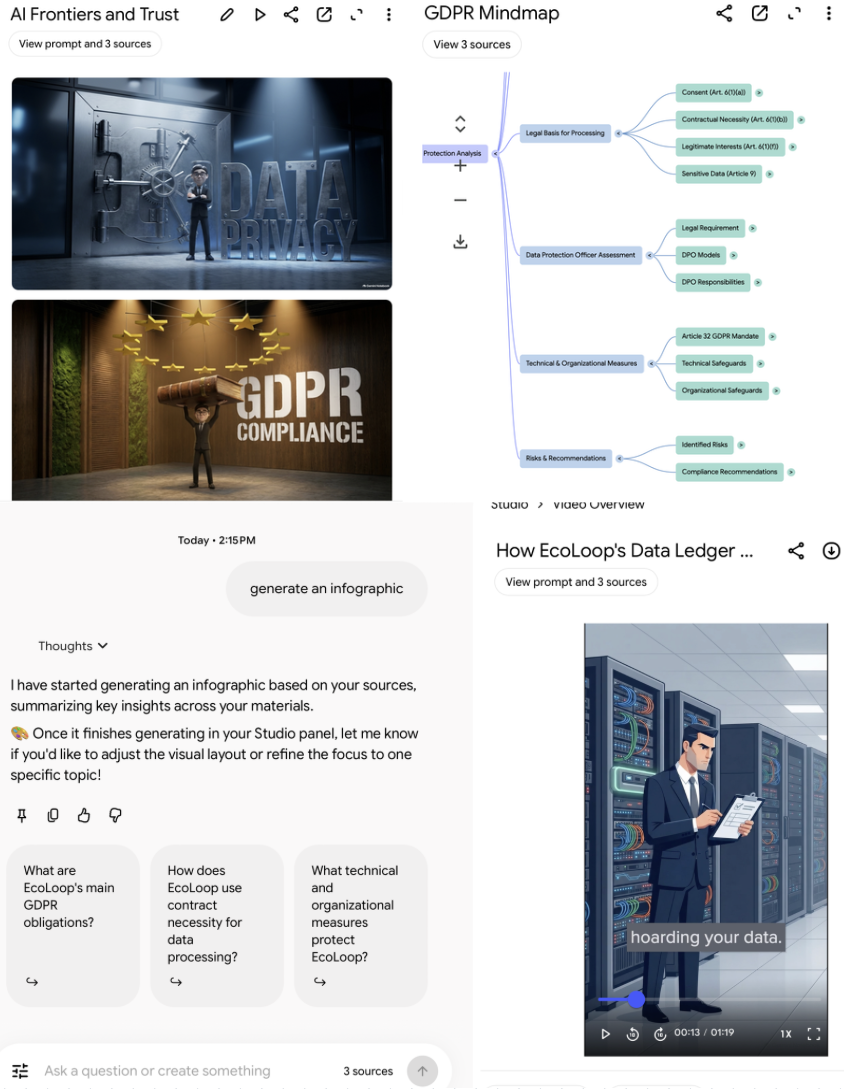 AI Frontiers and Trust
View prompt and 3 sources
DATA
PRIVACY
GDPR
COMPLIANCE
GDPR Mindmap
View 3 sources
Protection Analysis
Legal Basis for Processing
Consent (Art. 6(1)(a))
Contractual Necessity (Art. 6(1)(b))
Legitimate Interests (Art. 6(1)(f))
Sensitive Data (Article 9)
Data Protection Officer Assessment
Legal Requirement
DPO Models
DPO Responsibilities
Technical & Organizational Measures
Article 32 GDPR Mandate
Technical Safeguards
Organizational Safeguards
Risks & Recommendations
Identified Risks
Compliance Recommendations
Today • 2:15PM
generate an infographic
Thoughts
I have started generating an infographic based on your sources,
summarizing key insights across your materials.
🎨 Once it finishes generating in your Studio panel, let me know
if you'd like to adjust the visual layout or refine the focus to one
specific topic!
What are
EcoLoop's main
GDPR
obligations?
How does
EcoLoop use
contract
necessity for
data
processing?
What technical
and
organizational
measures
protect
EcoLoop?
Ask a question or create something
3 sources
Studio > Video Overview
How EcoLoop's Data Ledger ...
View prompt and 3 sources
hoarding your data.
10
10
00:13 / 01:19
1X